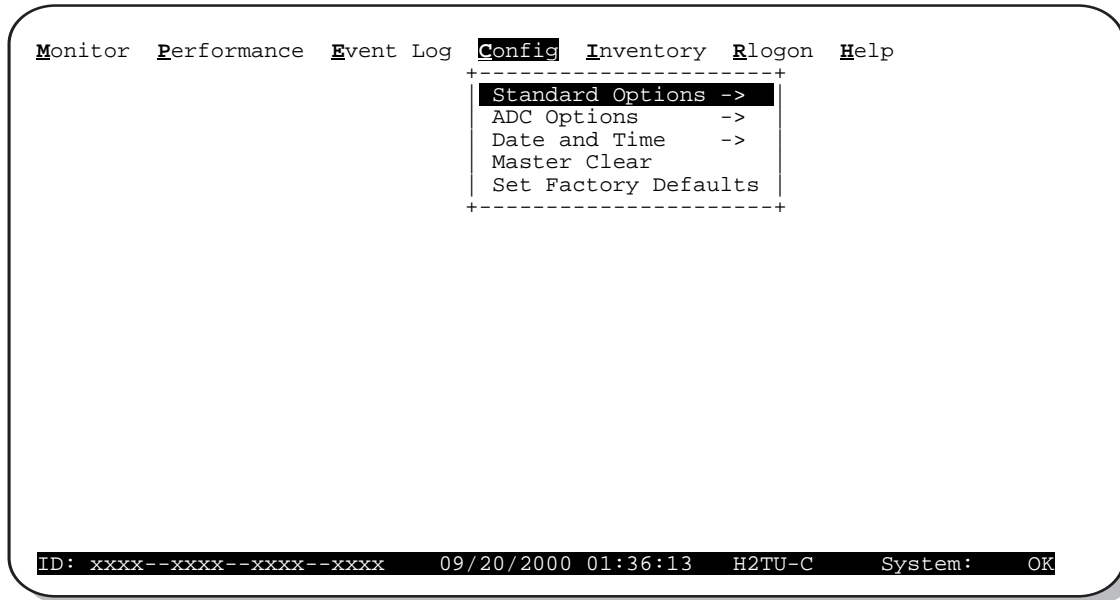 Monitor Performance Event Log Config Inventory Rlogon Help
+----------------------+
| Standard Options -> |
| ADC Options -> |
| Date and Time -> |
| Master Clear |
| Set Factory Defaults |
+----------------------+
ID: xxxx--xxxx--xxxx--xxxx 09/20/2000 01:36:13 H2TU-C System: OK